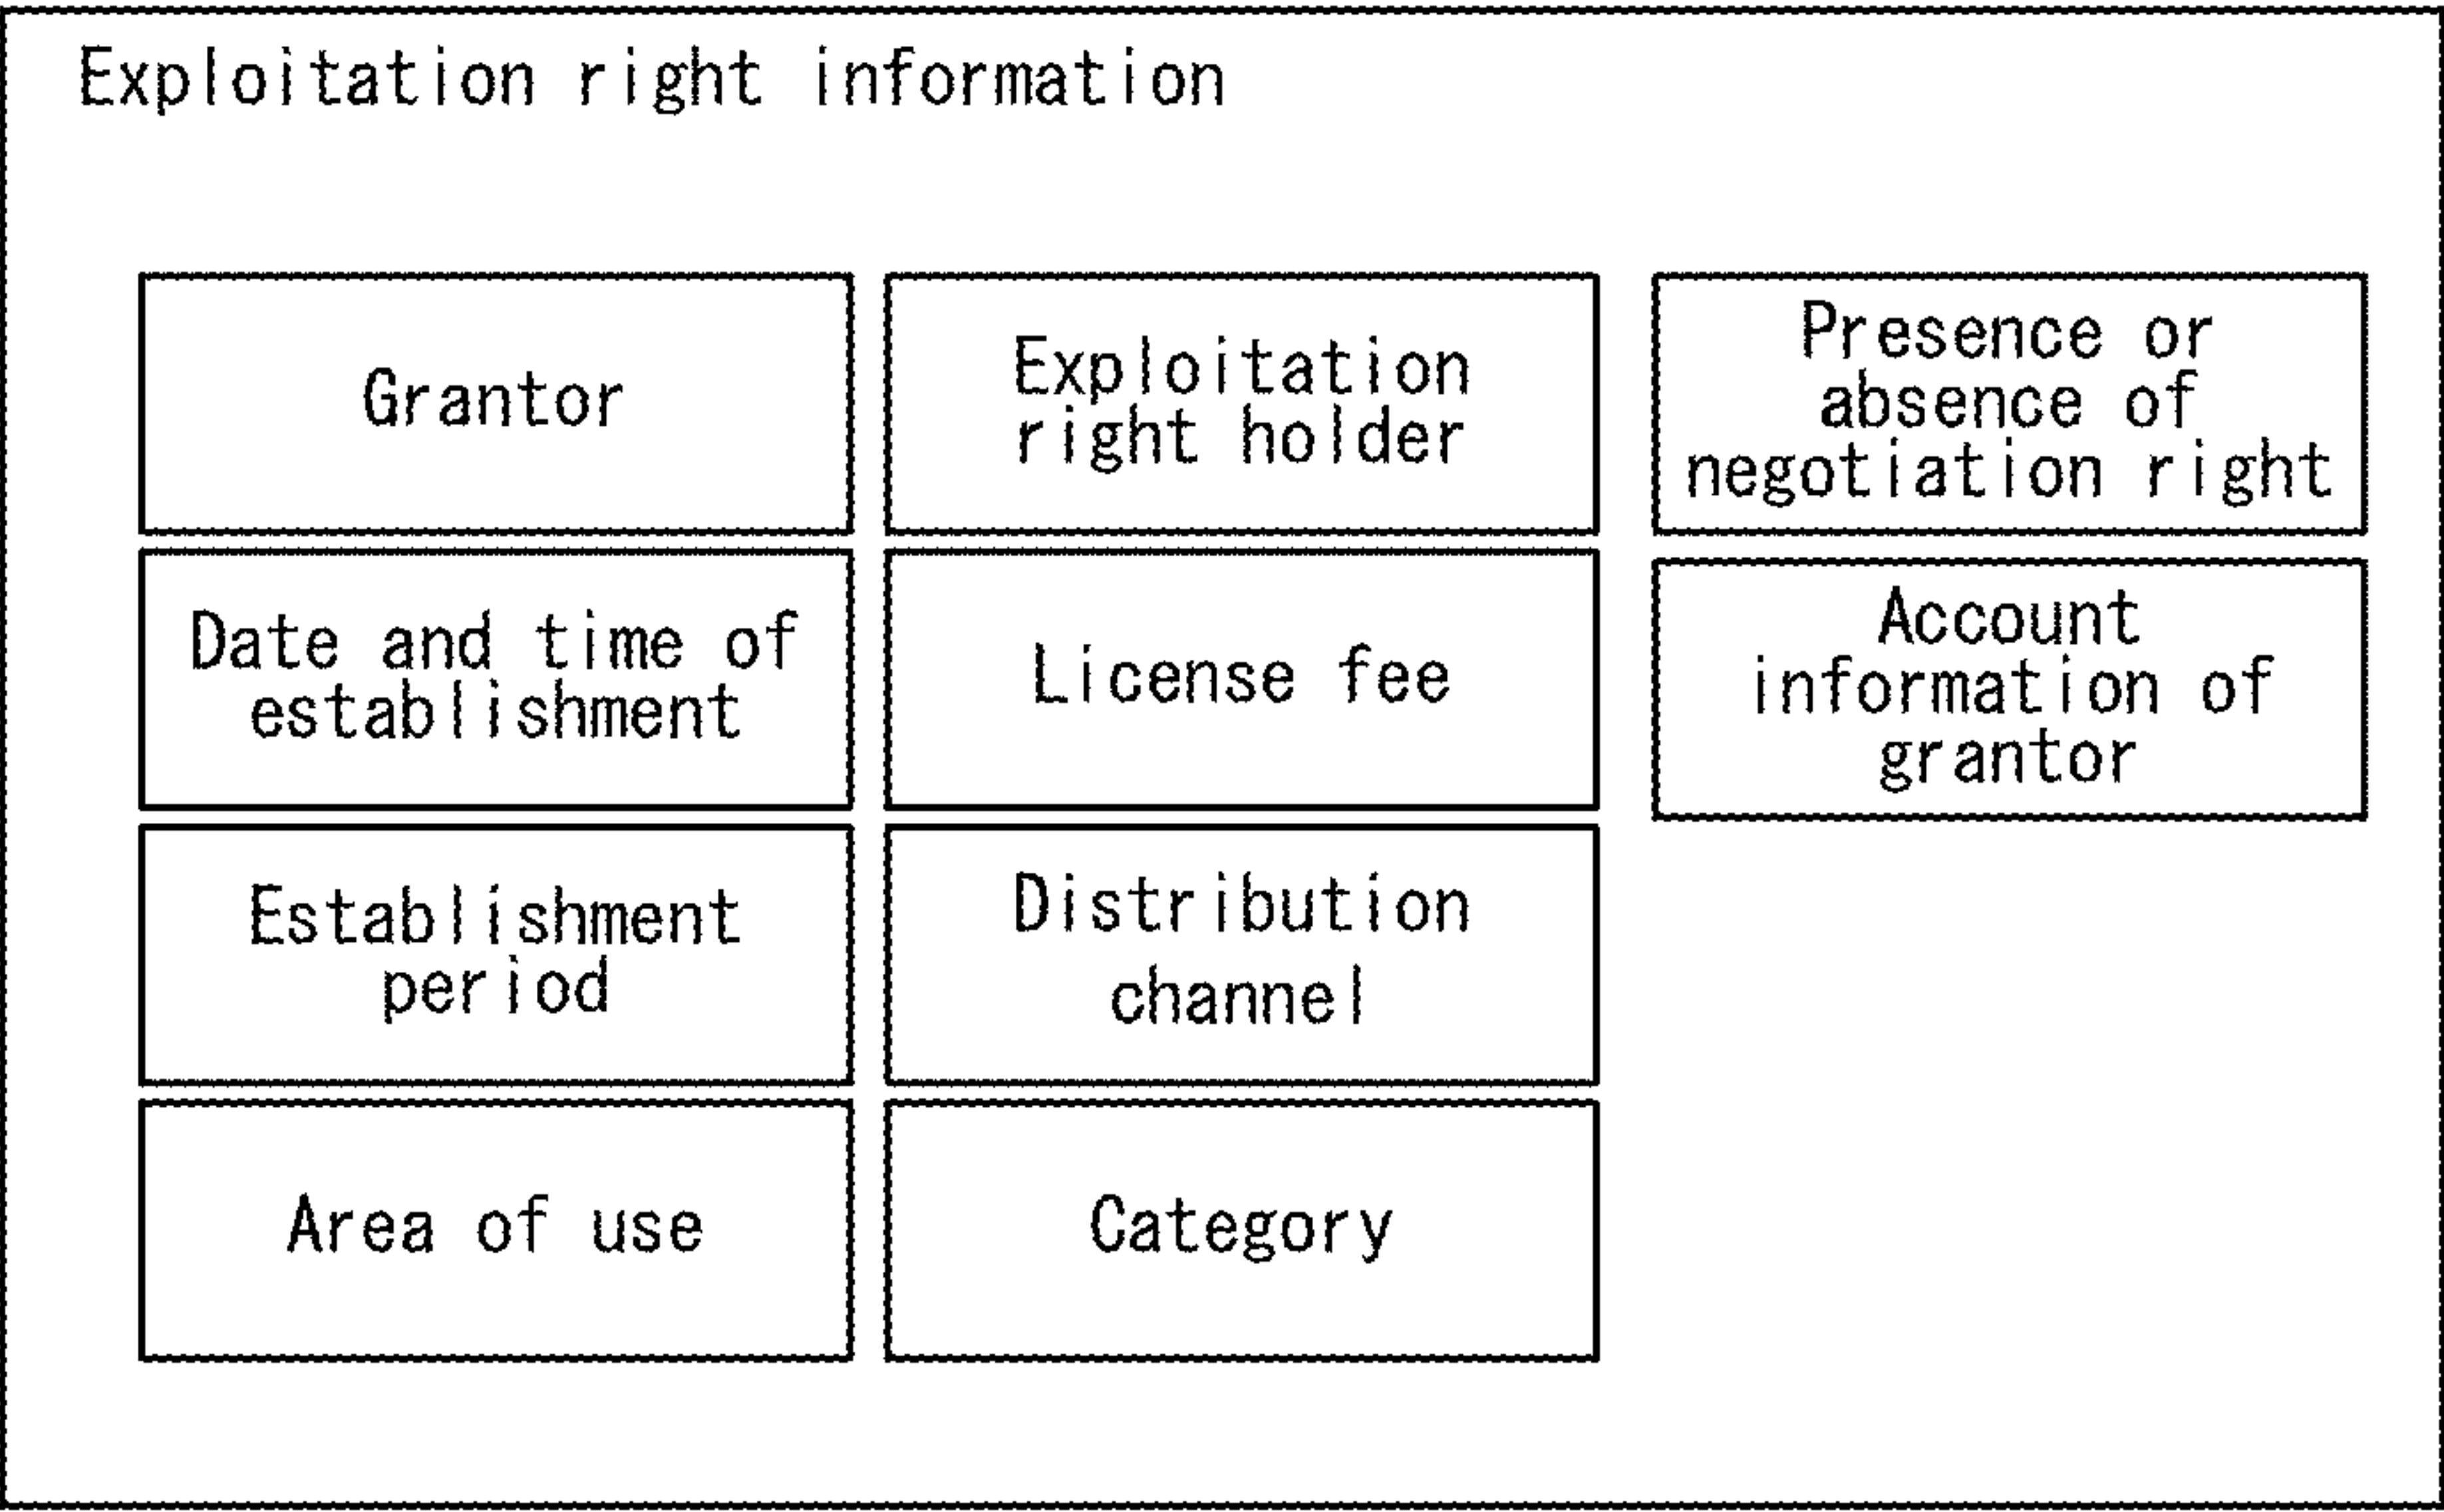 Exploitation right information
Grantor
Exploitation
right holder
Presence or
absence of
negotiation right
Date and time of
establishment
License fee
Account
information of
grantor
Establishment
period
Distribution
channel
Area of use
Category